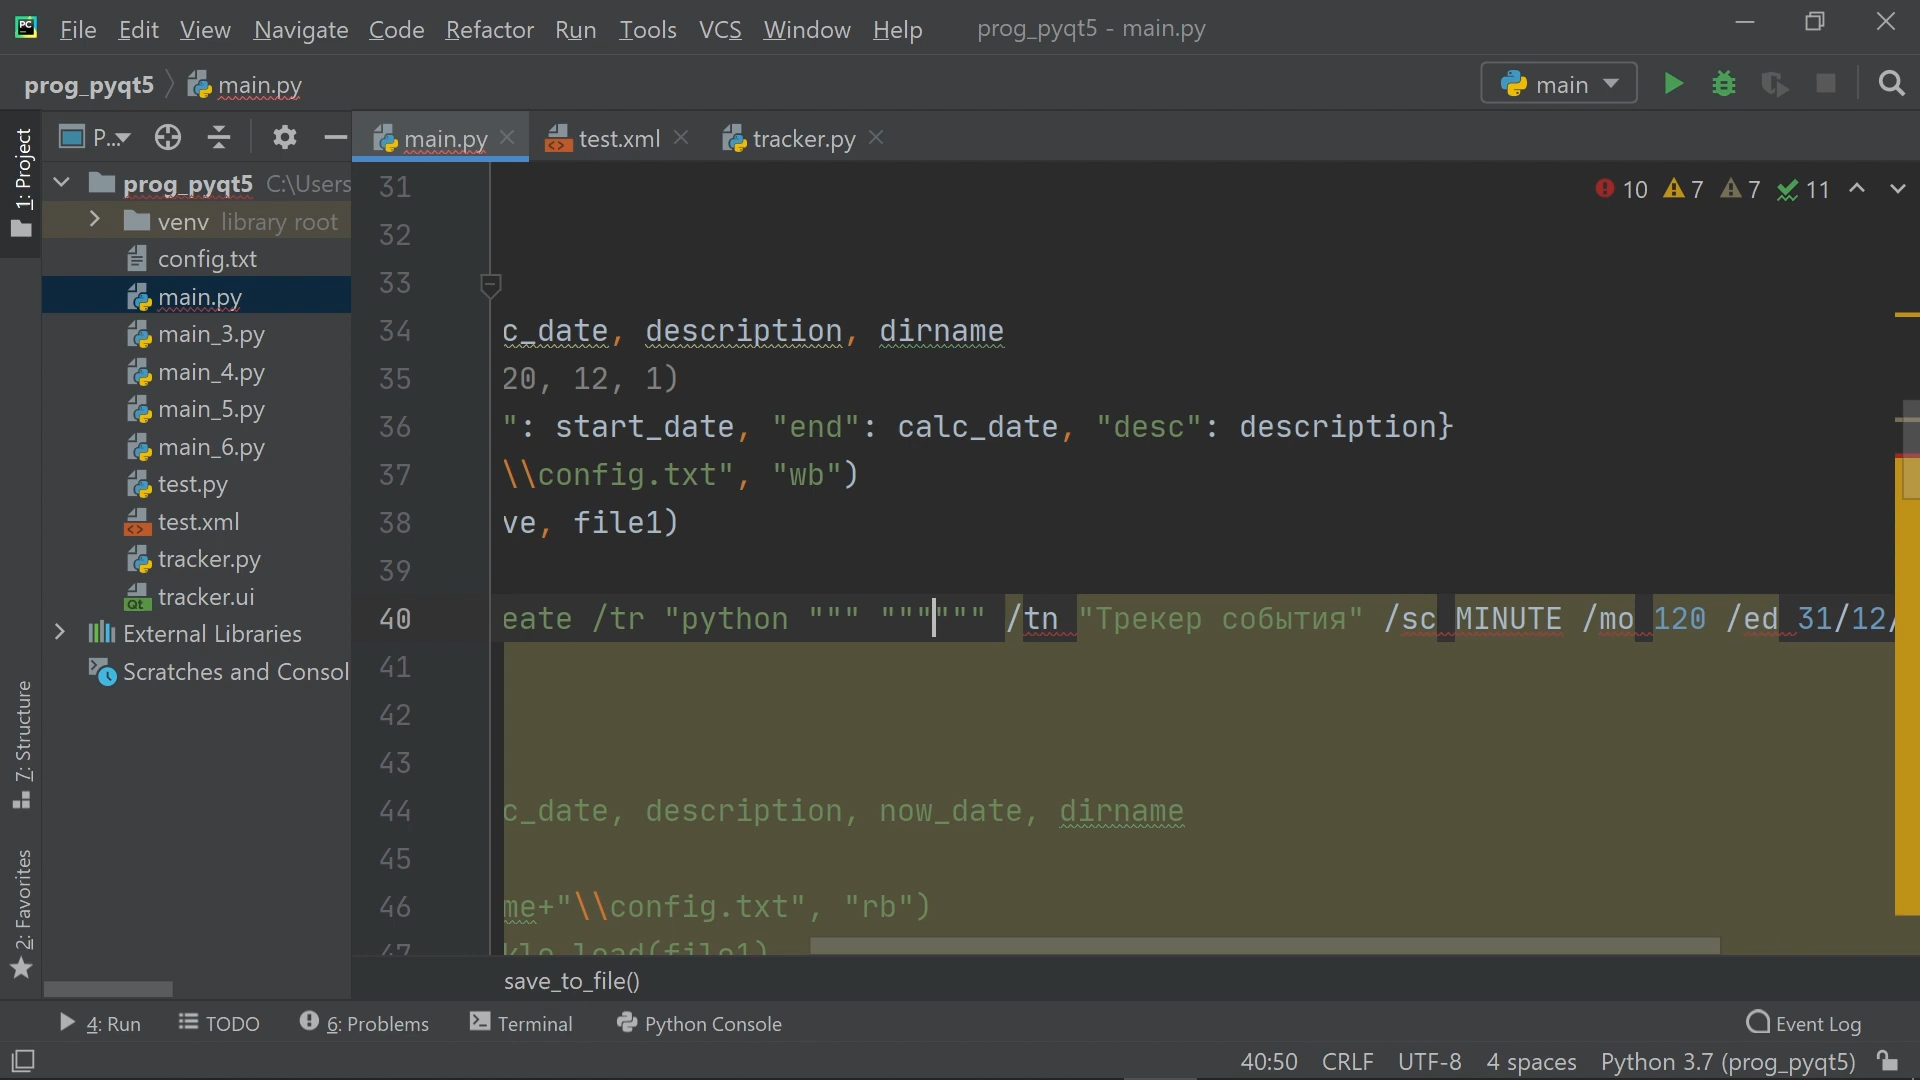 File Edit View Navigate Code Refactor Run Tools VCS Window Help prog_pyqt5 - main.py
prog_pyqt5 main.py
main
1: Project
P...
main.py
test.xml
tracker.py
prog_pyqt5 C:\Users
venv library root
config.txt
main.py
main_3.py
main_4.py
main_5.py
main_6.py
test.py
test.xml
tracker.py
tracker.ui
External Libraries
Scratches and Consol
7: Structure
2: Favorites
10 7 7 11
31
32
33
34 c_date, description, dirname
35 20, 12, 1)
36 ": start_date, "end": calc_date, "desc": description}
37 \\config.txt", "wb")
38 ve, file1)
39
40 eate /tr "python """ """""" /tn "Трекер события" /sc MINUTE /mo 120 /ed 31/12/
41
42
43
44 c_date, description, now_date, dirname
45
46 me+"\\config.txt", "rb")
47 kle.load(file1)
save_to_file()
4: Run TODO 6: Problems Terminal Python Console Event Log
40:50 CRLF UTF-8 4 spaces Python 3.7 (prog_pyqt5)